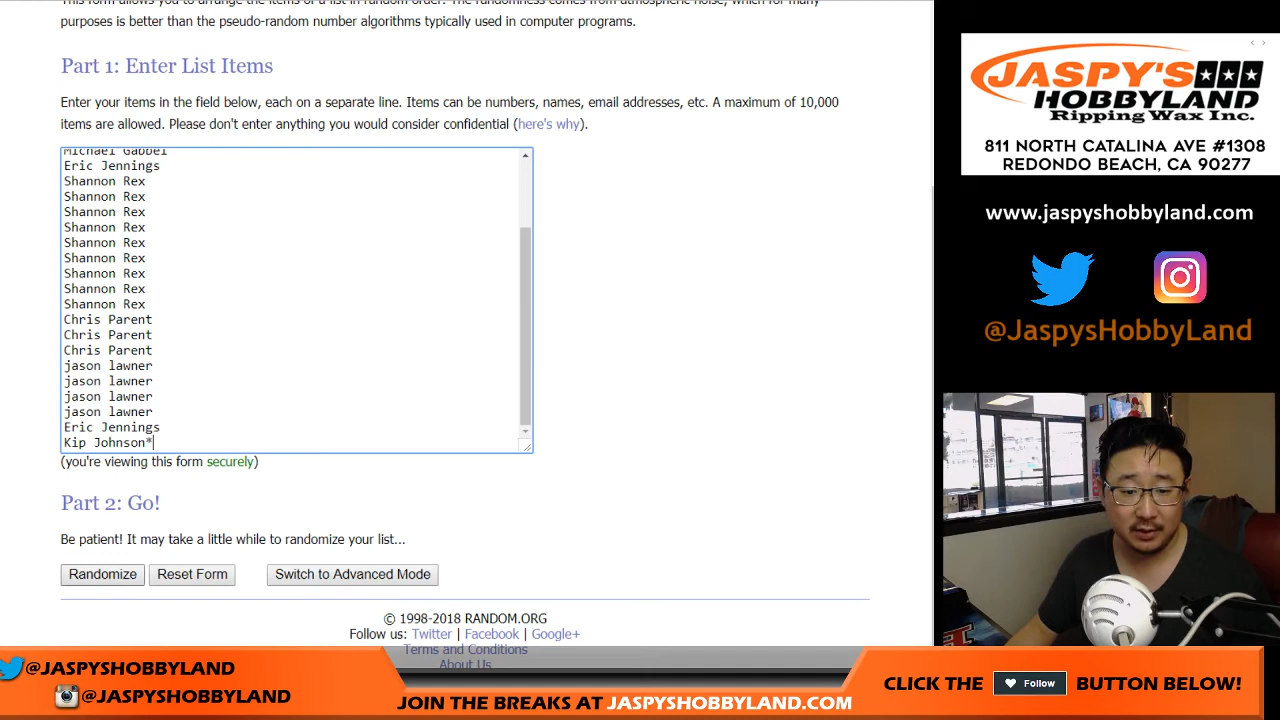 This form allows you to arrange the items of a list in random order. The randomness comes from atmospheric noise, which for many
purposes is better than the pseudo-random number algorithms typically used in computer programs.
Part 1: Enter List Items
Enter your items in the field below, each on a separate line. Items can be numbers, names, email addresses, etc. A maximum of 10,000
items are allowed. Please don't enter anything you would consider confidential (here's why).
Michael Gabbel
Eric Jennings
Shannon Rex
Shannon Rex
Shannon Rex
Shannon Rex
Shannon Rex
Shannon Rex
Shannon Rex
Shannon Rex
Shannon Rex
Chris Parent
Chris Parent
Chris Parent
jason lawner
jason lawner
jason lawner
jason lawner
Eric Jennings
Kip Johnson*
(you're viewing this form securely)
Part 2: Go!
Be patient! It may take a little while to randomize your list...
Randomize Reset Form Switch to Advanced Mode
© 1998-2018 RANDOM.ORG
Follow us: Twitter | Facebook | Google+
Terms and Conditions
About Us
JASPY'S
HOBBYLAND
Ripping Wax Inc.
811 NORTH CATALINA AVE #1308
REDONDO BEACH, CA 90277
www.jaspyshobbyland.com
@JaspysHobbyLand
@JASPYSHOBBYLAND
@JASPYSHOBBYLAND
JOIN THE BREAKS AT JASPYSHOBBYLAND.COM
CLICK THE Follow BUTTON BELOW!